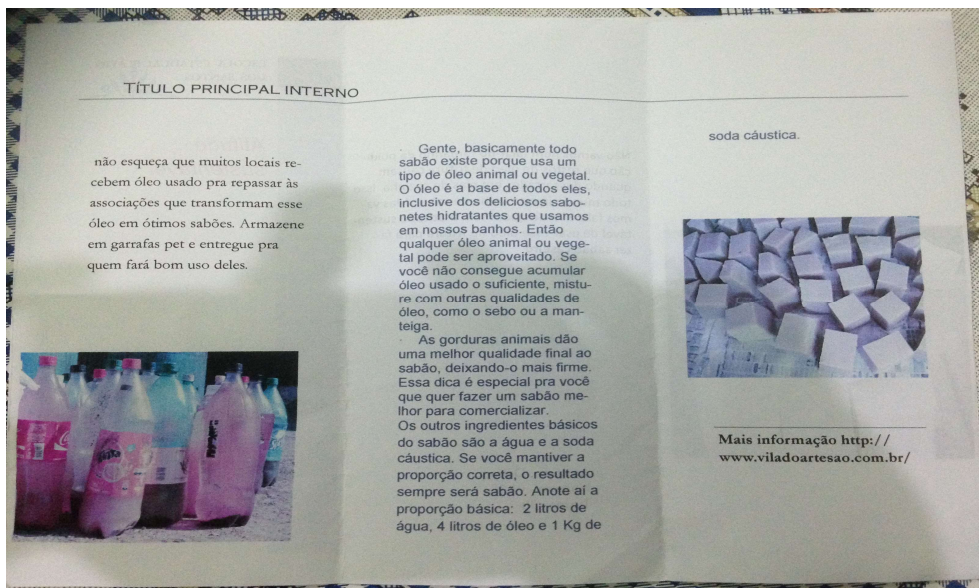 TÍTULO PRINCIPAL INTERNO
não esqueça que muitos locais re-
cebem óleo usado pra repassar às
associações que transformam esse
óleo em ótimos sabões. Armazene
em garrafas pet e entregue pra
quem fará bom uso deles.
Gente, basicamente todo
sabão existe porque usa um
tipo de óleo animal ou vegetal.
O óleo é a base de todos eles,
inclusive dos deliciosos sabo-
netes hidratantes que usamos
em nossos banhos. Então
qualquer óleo animal ou vege-
tal pode ser aproveitado. Se
você não consegue acumular
óleo usado o suficiente, mistu-
re com outras qualidades de
óleo, como o sebo ou a man-
teiga.
As gorduras animais dão
uma melhor qualidade final ao
sabão, deixando-o mais firme.
Essa dica é especial pra você
que quer fazer um sabão me-
lhor para comercializar.
Os outros ingredientes básicos
do sabão são a água e a soda
cáustica. Se você mantiver a
proporção correta, o resultado
sempre será sabão. Anote aí a
proporção básica: 2 litros de
água, 4 litros de óleo e 1 Kg de
soda cáustica.
Mais informação http://
www.viladoartesao.com.br/